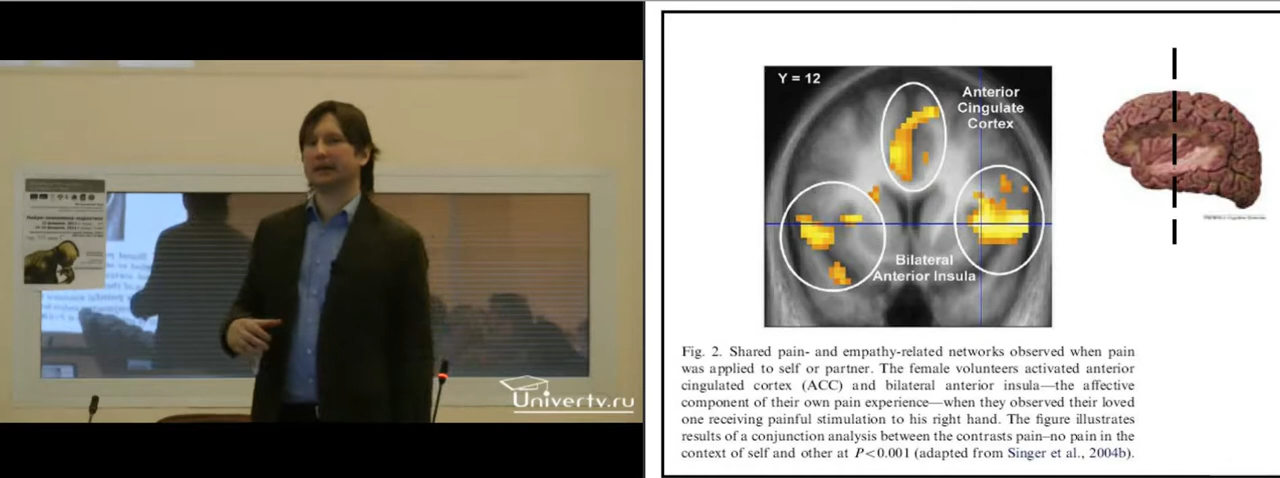 Univertv.ru
Y = 12
Anterior
Cingulate
Cortex
Bilateral
Anterior Insula
Fig. 2. Shared pain- and empathy-related networks observed when pain
was applied to self or partner. The female volunteers activated anterior
cingulated cortex (ACC) and bilateral anterior insula—the affective
component of their own pain experience—when they observed their loved
one receiving painful stimulation to his right hand. The figure illustrates
results of a conjunction analysis between the contrasts pain–no pain in the
context of self and other at P<0.001 (adapted from Singer et al., 2004b).